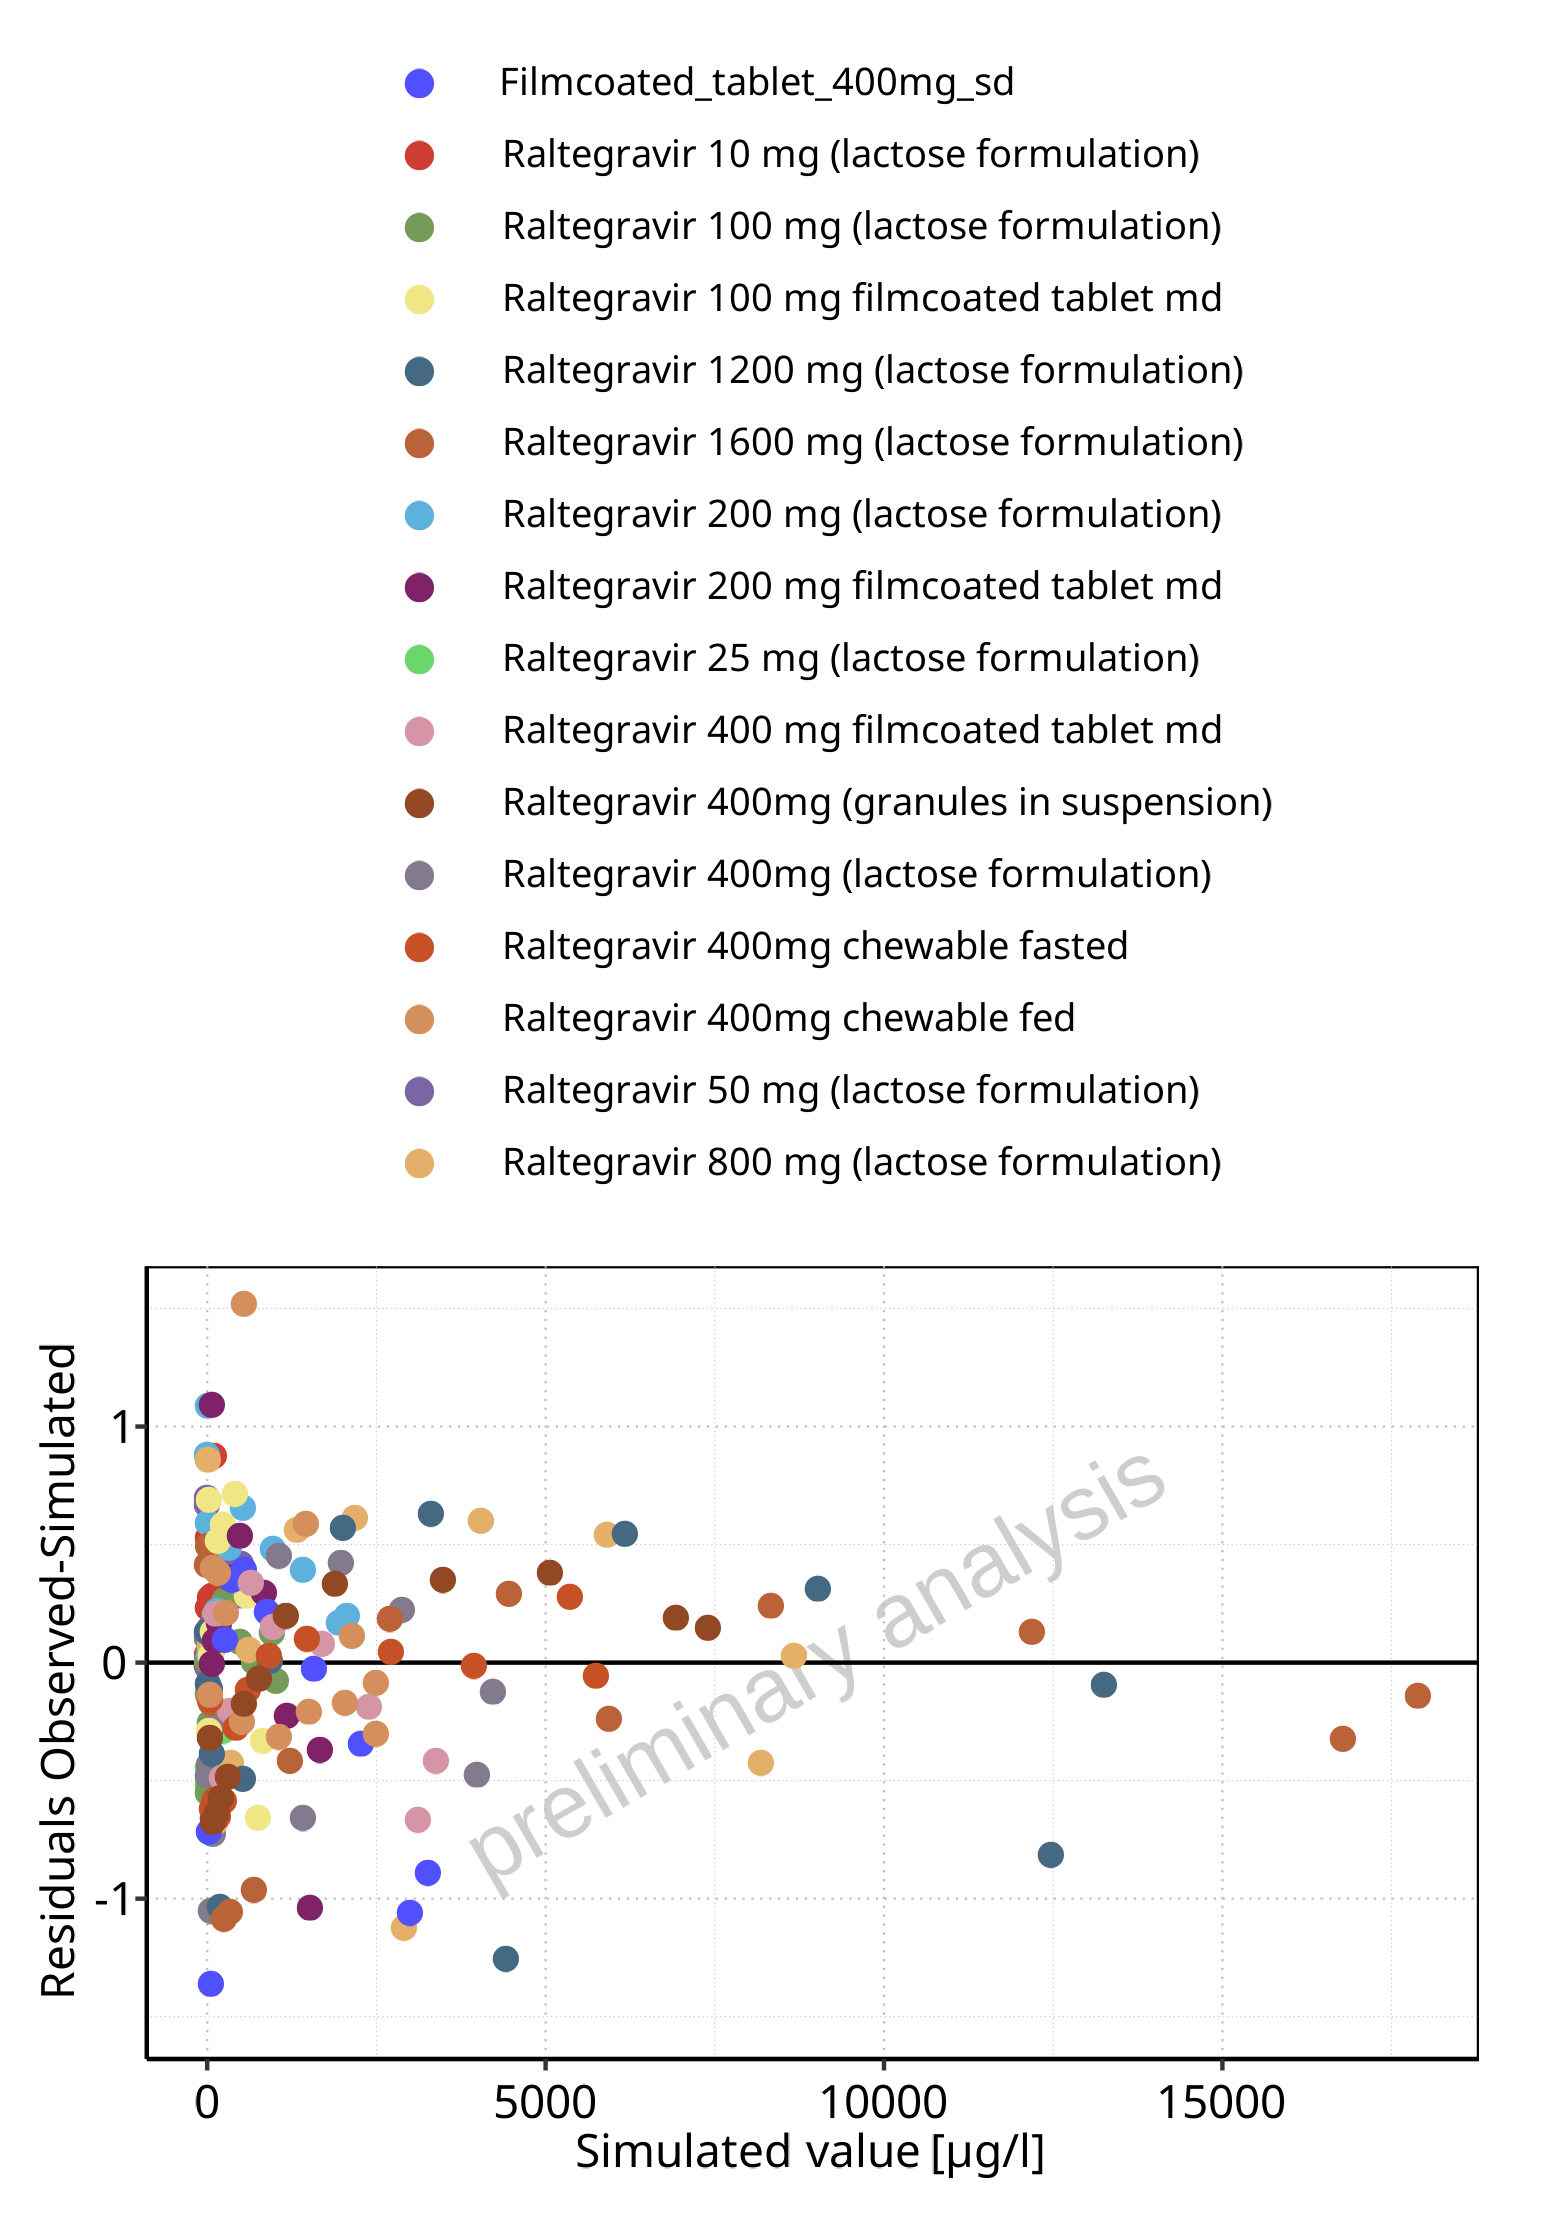 Filmcoated_tablet_400mg_sd
Raltegravir 10 mg (lactose formulation)
Raltegravir 100 mg (lactose formulation)
Raltegravir 100 mg filmcoated tablet md
Raltegravir 1200 mg (lactose formulation)
Raltegravir 1600 mg (lactose formulation)
Raltegravir 200 mg (lactose formulation)
Raltegravir 200 mg filmcoated tablet md
Raltegravir 25 mg (lactose formulation)
Raltegravir 400 mg filmcoated tablet md
Raltegravir 400mg (granules in suspension)
Raltegravir 400mg (lactose formulation)
Raltegravir 400mg chewable fasted
Raltegravir 400mg chewable fed
Raltegravir 50 mg (lactose formulation)
Raltegravir 800 mg (lactose formulation)
Residuals Observed-Simulated
1
0
-1
preliminary analysis
0 5000 10000 15000
Simulated value [µg/l]